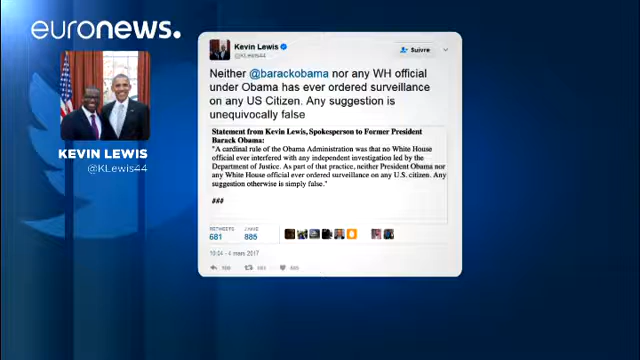 euronews.
KEVIN LEWIS
@KLewis44
Kevin Lewis
@KLewis44
Suivre
Neither @barackobama nor any WH official
under Obama has ever ordered surveillance
on any US Citizen. Any suggestion is
unequivocally false
Statement from Kevin Lewis, Spokesperson to Former President
Barack Obama:
"A cardinal rule of the Obama Administration was that no White House
official ever interfered with any independent investigation led by the
Department of Justice. As part of that practice, neither President Obama nor
any White House official ever ordered surveillance on any U.S. citizen. Any
suggestion otherwise is simply false."
###
RETWEETS
J'AIME
681
885
4 mars 2017